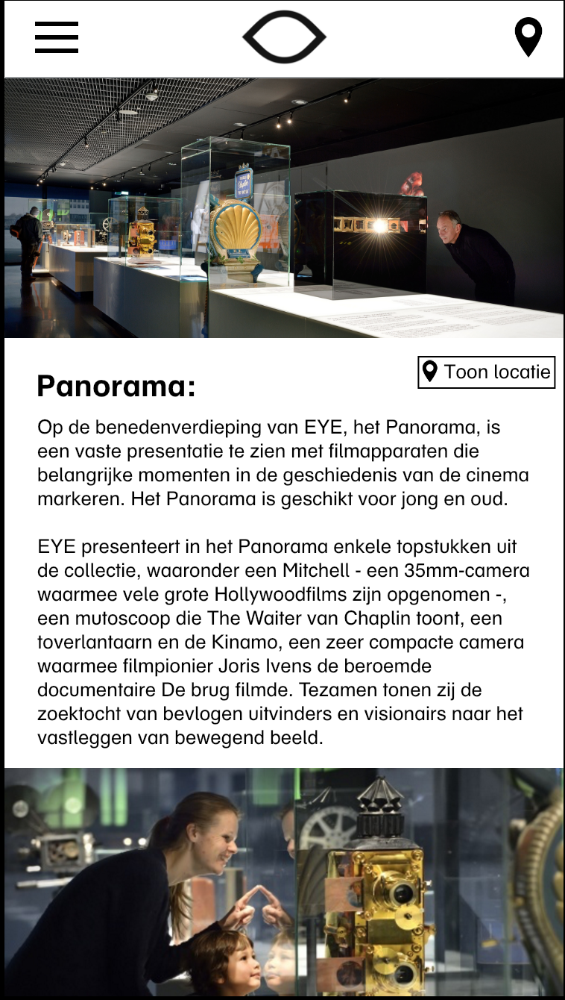 Toon locatie
Panorama:
Op de benedenverdieping van EYE, het Panorama, is
een vaste presentatie te zien met filmapparaten die
belangrijke momenten in de geschiedenis van de cinema
markeren. Het Panorama is geschikt voor jong en oud.
EYE presenteert in het Panorama enkele topstukken uit
de collectie, waaronder een Mitchell - een 35mm-camera
waarmee vele grote Hollywoodfilms zijn opgenomen -,
een mutoscoop die The Waiter van Chaplin toont, een
toverlantaarn en de Kinamo, een zeer compacte camera
waarmee filmpionier Joris Ivens de beroemde
documentaire De brug filmde. Tezamen tonen zij de
zoektocht van bevlogen uitvinders en visionairs naar het
vastleggen van bewegend beeld.